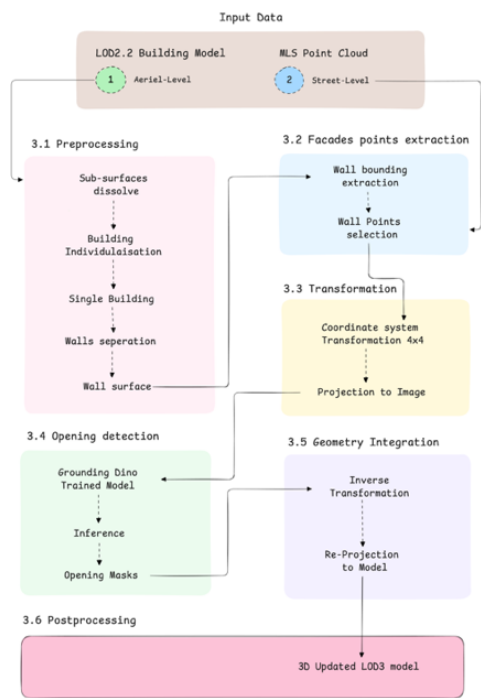 Input Data
LOD2.2 Building Model
MLS Point Cloud
1
Aeriel-Level
2
Street-Level
3.1 Preprocessing
Sub-surfaces
dissolve
Building
Individulaisation
Single Building
Walls seperation
Wall surface
3.2 Facades points extraction
Wall bounding
extraction
Wall Points
selection
3.3 Transformation
Coordinate system
Transformation 4x4
Projection to Image
3.4 Opening detection
Grounding Dino
Trained Model
Inference
Opening Masks
3.5 Geometry Integration
Inverse
Transformation
Re-Projection
to Model
3.6 Postprocessing
3D Updated LOD3 model